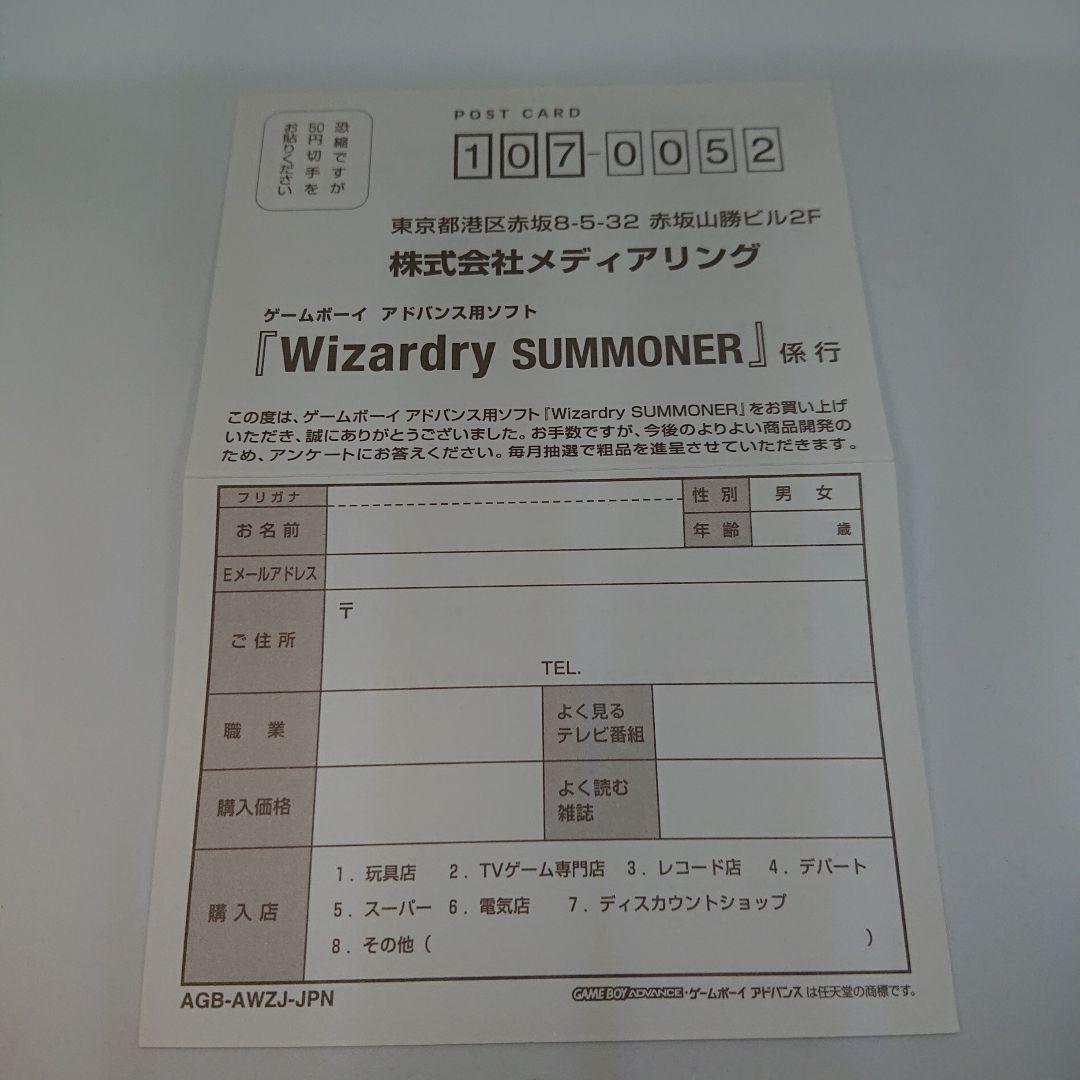 恐縮ですが
50円切手を
お貼りください
POST CARD
107-0052
東京都港区赤坂8-5-32 赤坂山勝ビル2F
株式会社メディアリング
ゲームボーイ アドバンス用ソフト
『Wizardry SUMMONER』係行
この度は、ゲームボーイ アドバンス用ソフト『Wizardry SUMMONER』をお買い上げ
いただき、誠にありがとうございました。お手数ですが、今後のよりよい商品開発の
ため、アンケートにお答えください。毎月抽選で粗品を進呈させていただきます。
フリガナ
お名前
性別 男 女
年齢 歳
Eメールアドレス
ご住所 〒
TEL.
職業
よく見る
テレビ番組
購入価格
よく読む
雑誌
購入店
1. 玩具店 2. TVゲーム専門店 3. レコード店 4. デパート
5. スーパー 6. 電気店 7. ディスカウントショップ
8. その他( )
AGB-AWZJ-JPN
GAME BOY ADVANCE・ゲームボーイ アドバンスは任天堂の商標です。